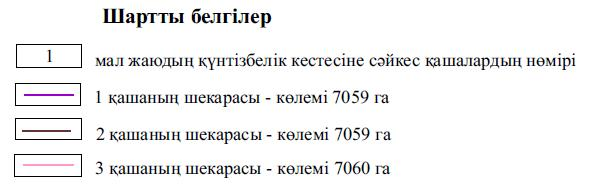 Шартты белгілер
1 мал жаюдың күнтізбелік кестесіне сәйкес қашалардың нөмірі
1 қашаның шекарасы - көлемі 7059 га
2 қашаның шекарасы - көлемі 7059 га
3 қашаның шекарасы - көлемі 7060 га